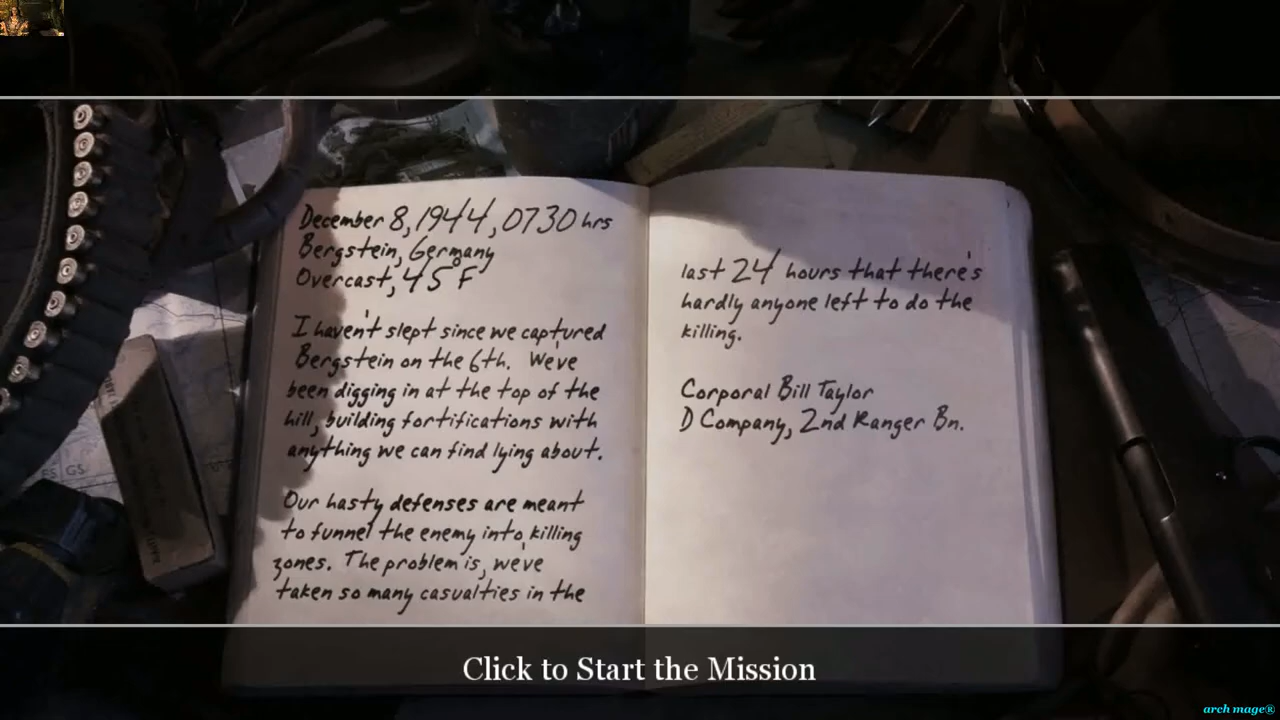 December 8, 1944, 0730 hrs
Bergstein, Germany
Overcast, 45° F
I haven't slept since we captured
Bergstein on the 6th. We've
been digging in at the top of the
hill, building fortifications with
anything we can find lying about.
Our hasty defenses are meant
to funnel the enemy into killing
zones. The problem is, we've
taken so many casualties in the
last 24 hours that there's
hardly anyone left to do the
killing.
Corporal Bill Taylor
D Company, 2nd Ranger Bn.
Click to Start the Mission
arch mage®